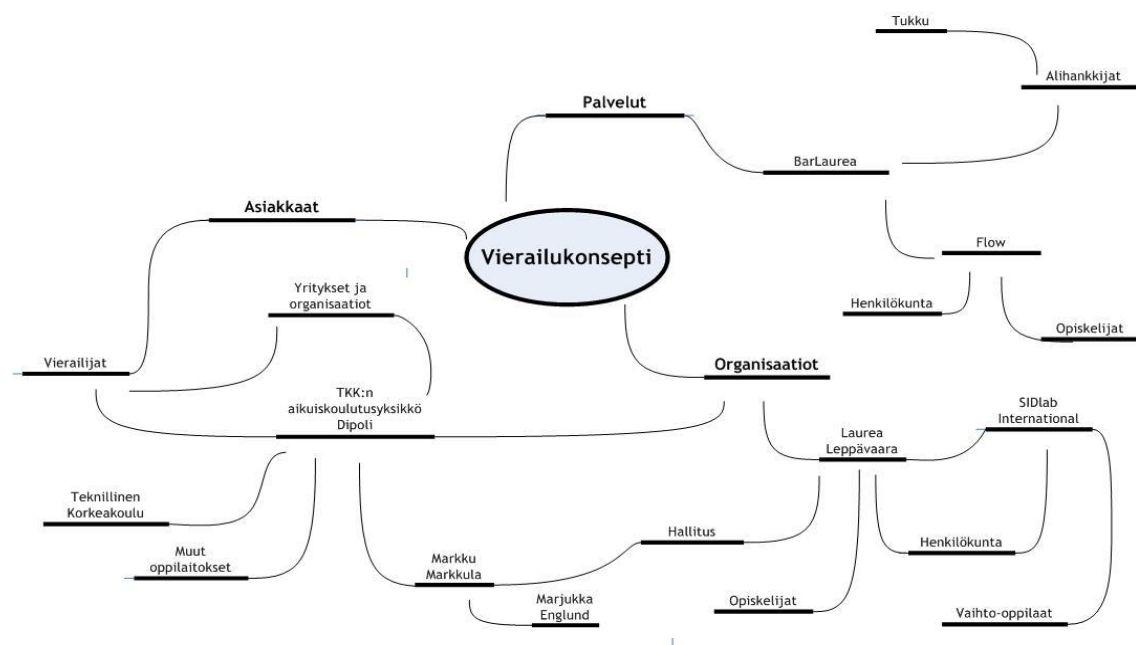 Tukku
Alihankkijat
Palvelut
BarLaurea
Asiakkaat
Vierailukonsepti
Flow
Yritykset ja
organisaatiot
Henkilökunta
Opiskelijat
Vierailijat
Organisaatiot
TKK:n
aikuiskoulutusyksikkö
Dipoli
SIDlab
International
Laurea
Leppävaara
Teknillinen
Korkeakoulu
Hallitus
Henkilökunta
Muut
oppilaitokset
Markku
Markkula
Marjukka
Englund
Opiskelijat
Vaihto-oppilaat